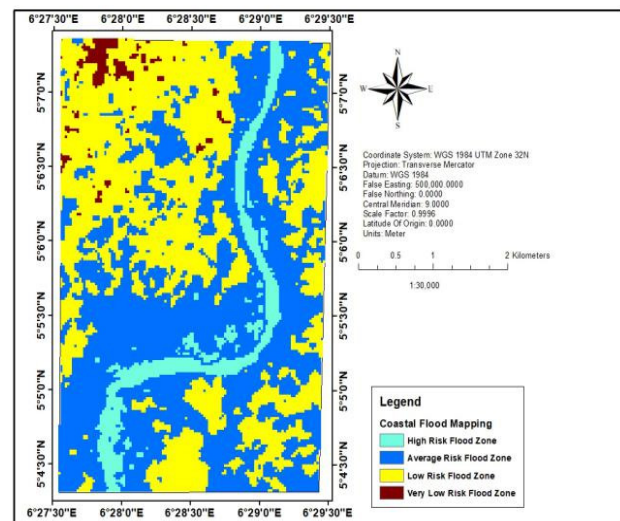 6°27'30"E 6°28'0"E 6°28'30"E 6°29'0"E 6°29'30"E
5°7'0"N
5°6'30"N
5°6'0"N
5°5'30"N
5°5'0"N
5°4'30"N
5°7'0"N
5°6'30"N
5°6'0"N
5°5'30"N
5°5'0"N
5°4'30"N
6°27'30"E 6°28'0"E 6°28'30"E 6°29'0"E 6°29'30"E
N
W E
S
Coordinate System: WGS 1984 UTM Zone 32N
Projection: Transverse Mercator
Datum: WGS 1984
False Easting: 500,000.0000
False Northing: 0.0000
Central Meridian: 9.0000
Scale Factor: 0.9996
Latitude Of Origin: 0.0000
Units: Meter
0 0.5 1 2 Kilometers
1:30,000
Legend
Coastal Flood Mapping
High Risk Flood Zone
Average Risk Flood Zone
Low Risk Flood Zone
Very Low Risk Flood Zone